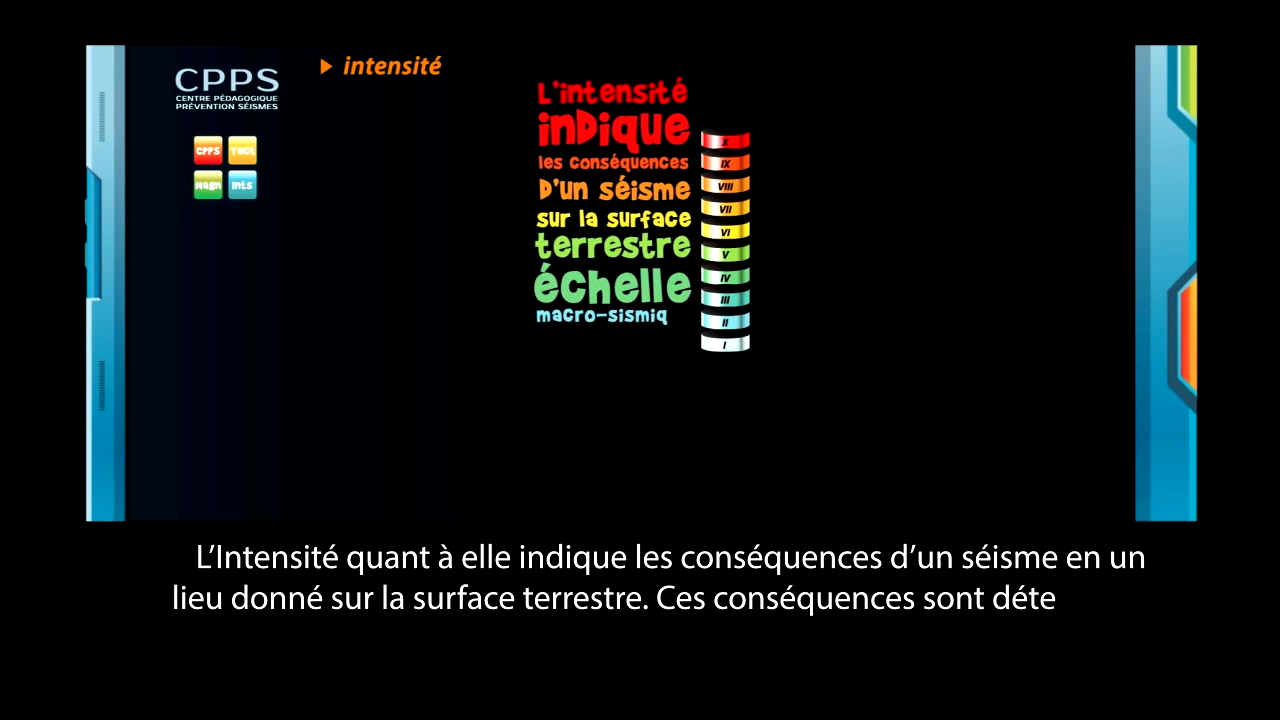 CPPS
CENTRE PÉDAGOGIQUE
PRÉVENTION SÉISMES
CPPS Tect
Magn Ints
intensité
L'intensité
inDique
les conséquences
D'un séisme
sur la surface
terrestre
échelle
macro-sismiq
X
IX
VIII
VII
VI
V
IV
III
II
I
L’Intensité quant à elle indique les conséquences d’un séisme en un
lieu donné sur la surface terrestre. Ces conséquences sont déte